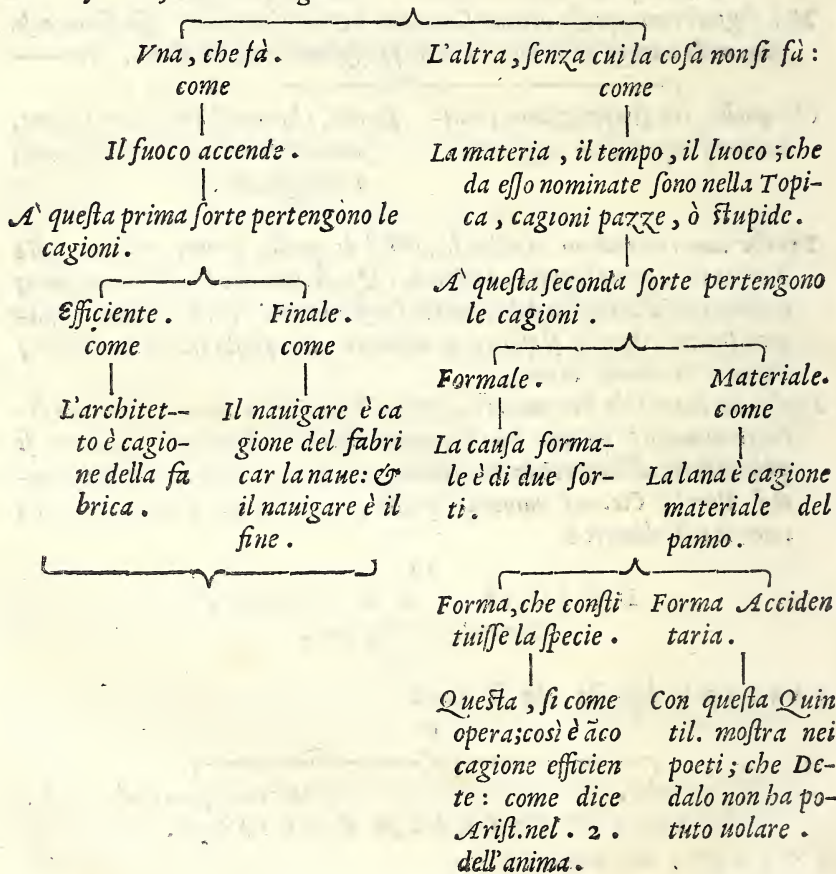 Vna, che fà.
come
Il fuoco accende.
A` questa prima sorte pertengono le
cagioni.
Efficiente.
come
L'architet--
to è cagio-
ne della fa
brica.
Finale.
come
Il nauigare è ca
gione del fabri
car la naue: &
il nauigare è il
fine.
L'altra, senza cui la cosa non si fà:
come
La materia, il tempo, il luoco; che
da esso nominate sono nella Topi-
ca, cagioni pazze, ò stupide.
A` questa seconda sorte pertengono
le cagioni.
Formale.
La causa forma-
le è di due sor-
ti.
Materiale.
come
La lana è cagione
materiale del
panno.
Forma, che consti
tuisse la specie.
Questa, si come
opera; così è āco
cagione efficien
te: come dice
Arist. nel. 2.
dell'anima.
Forma Acciden
taria.
Con questa Quin
til. mostra nei
poeti; che De-
dalo non ha po-
tuto uolare.